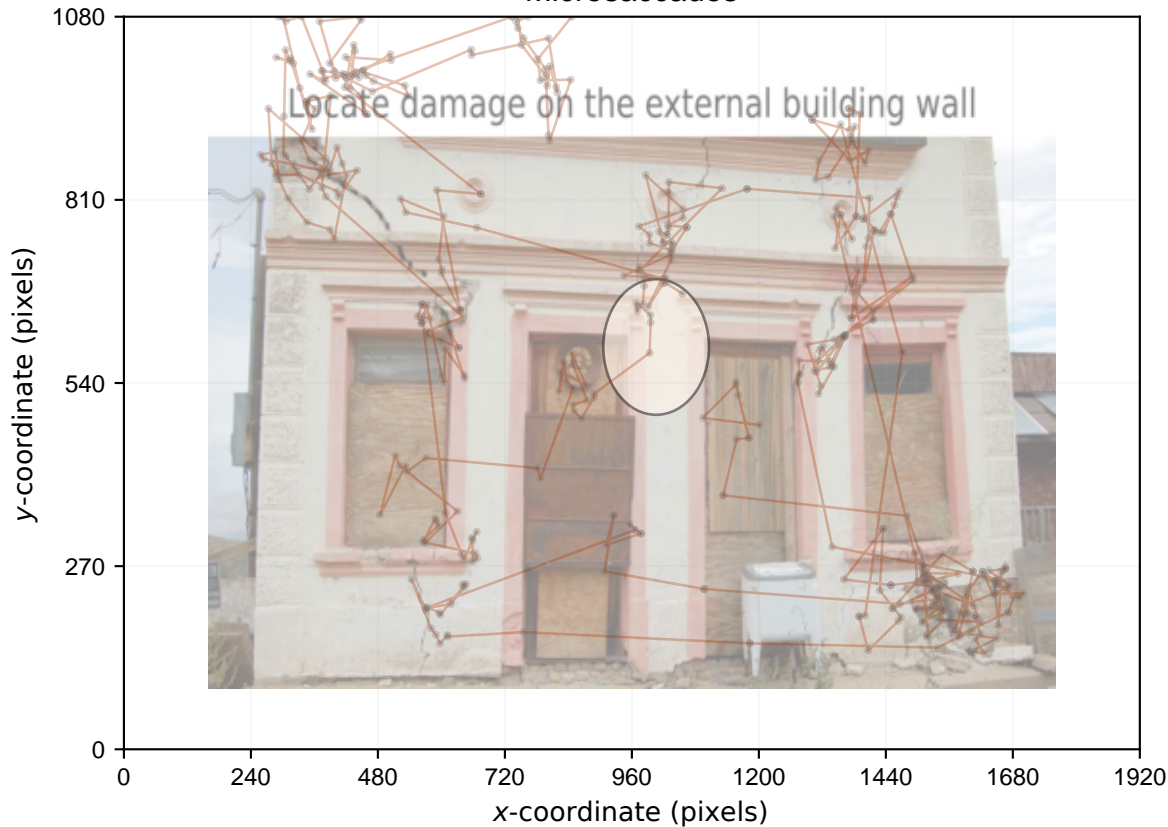 Microsaccades
1080
Locate damage on the external building wall
810
540
270
0
0 240 480 720 960 1200 1440 1680 1920
y-coordinate (pixels)
x-coordinate (pixels)